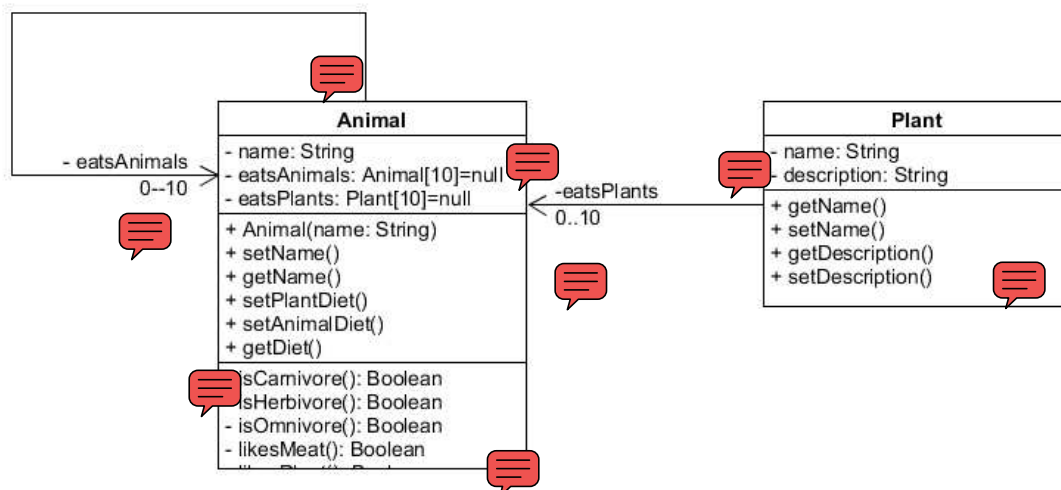 Animal
- name: String
- eatsAnimals: Animal[10]=null
- eatsPlants: Plant[10]=null
+ Animal(name: String)
+ setName()
+ getName()
+ setPlantDiet()
+ setAnimalDiet()
+ getDiet()
isCarnivore(): Boolean
isHerbivore(): Boolean
- isOmnivore(): Boolean
- likesMeat(): Boolean
- eatsAnimals
0--10
-eatsPlants
0..10
Plant
- name: String
- description: String
+ getName()
+ setName()
+ getDescription()
+ setDescription()